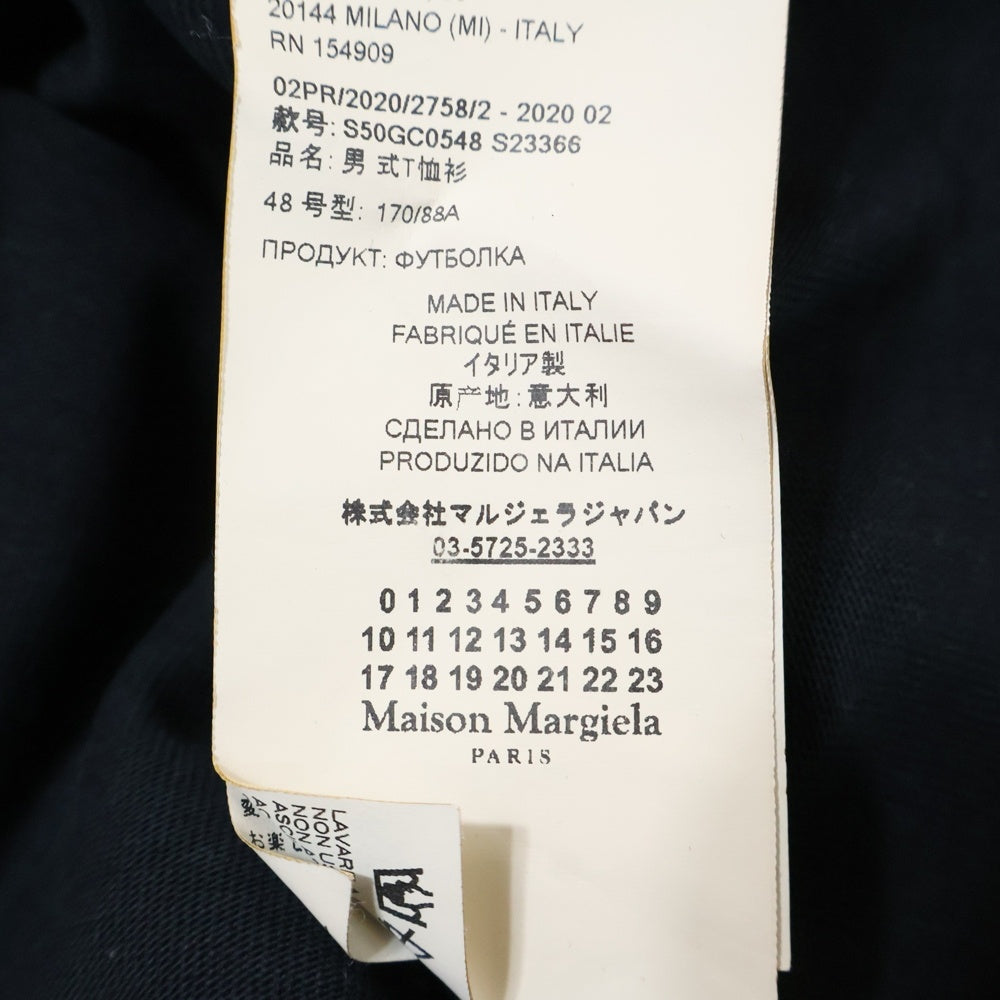 20144 MILANO (MI) - ITALY
RN 154909
02PR/2020/2758/2 - 2020 02
款号: S50GC0548 S23366
品名: 男 式T恤衫
48 号型: 170/88A
ПРОДУКТ: ФУТБОЛКА
MADE IN ITALY
FABRIQUÉ EN ITALIE
イタリア製
原产地: 意大利
СДЕЛАНО В ИТАЛИИ
PRODUZIDO NA ITALIA
株式会社マルジェラジャパン
03-5725-2333
0 1 2 3 4 5 6 7 8 9
10 11 12 13 14 15 16
17 18 19 20 21 22 23
Maison Margiela
PARIS
LAVAR
NON
NON